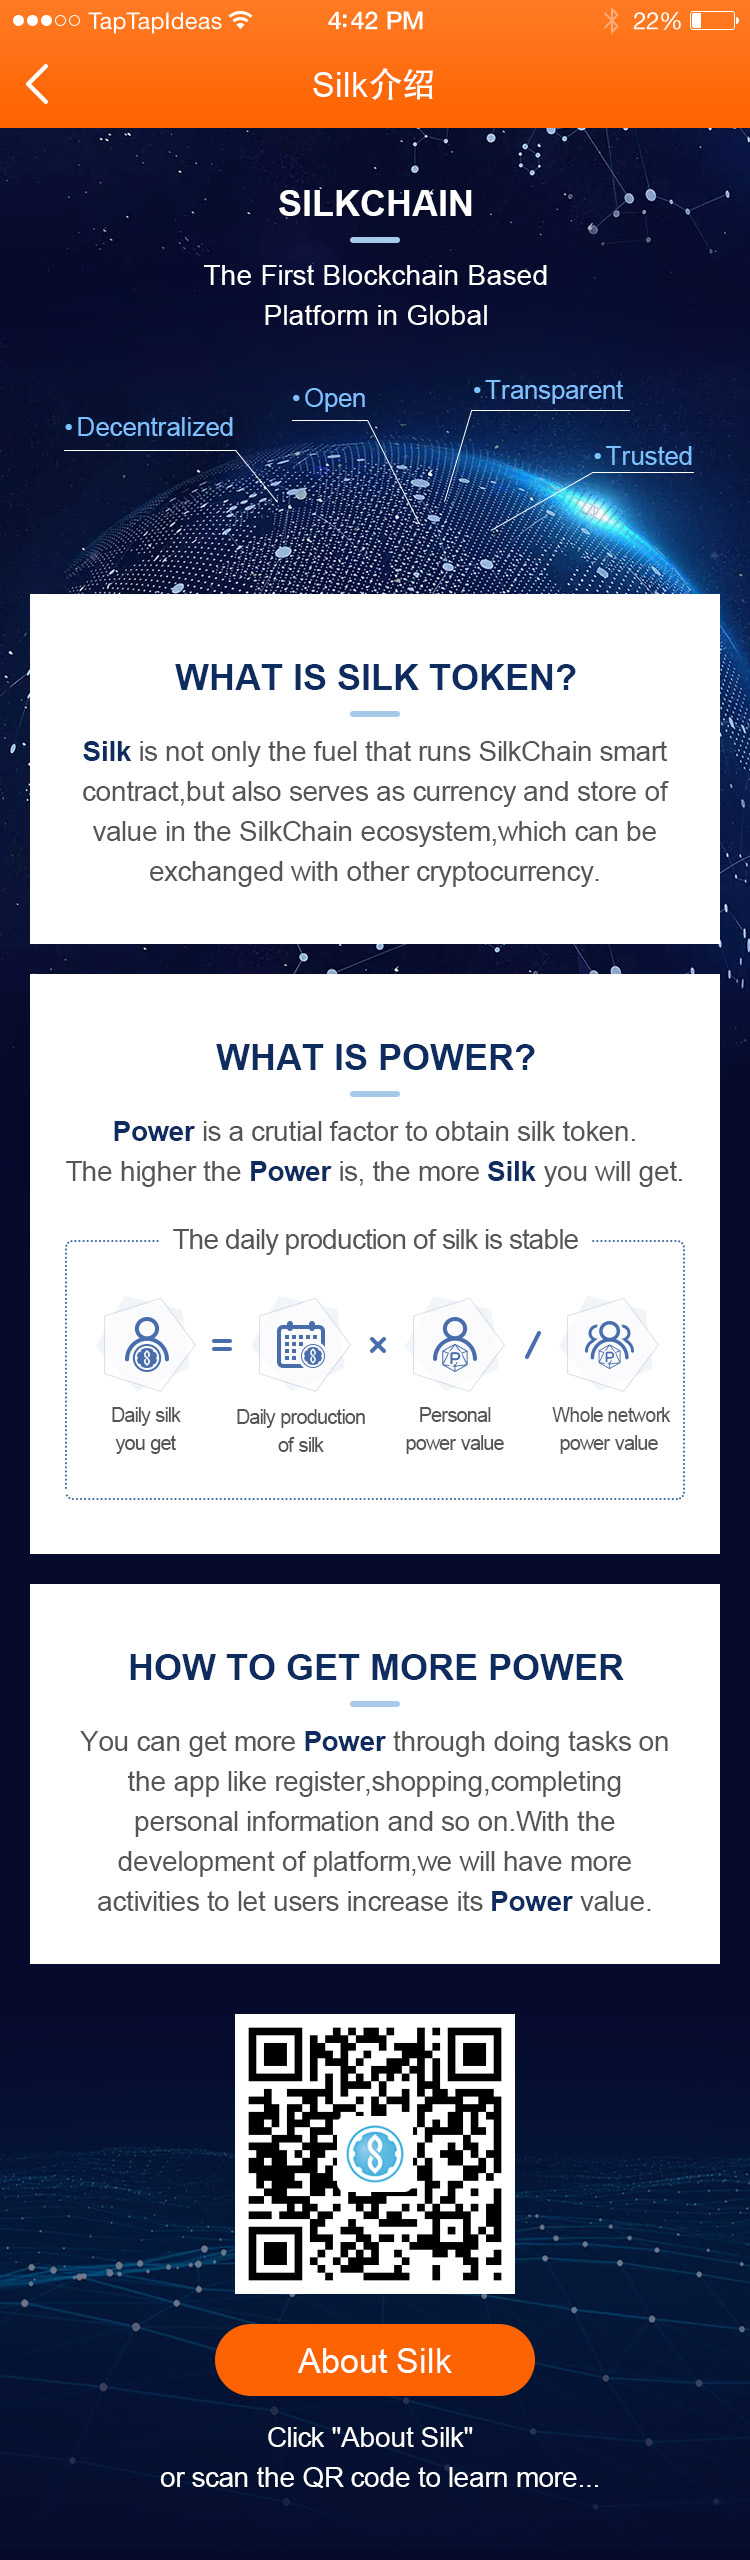 TapTapIdeas 4:42 PM 22%
Silk介绍
SILKCHAIN
The First Blockchain Based
Platform in Global
•Transparent
•Open
•Decentralized
•Trusted
WHAT IS SILK TOKEN?
Silk is not only the fuel that runs SilkChain smart
contract,but also serves as currency and store of
value in the SilkChain ecosystem,which can be
exchanged with other cryptocurrency.
WHAT IS POWER?
Power is a crutial factor to obtain silk token.
The higher the Power is, the more Silk you will get.
The daily production of silk is stable
= × /
P P
Daily silk Daily production Personal Whole network
you get of silk power value power value
HOW TO GET MORE POWER
You can get more Power through doing tasks on
the app like register,shopping,completing
personal information and so on.With the
development of platform,we will have more
activities to let users increase its Power value.
About Silk
Click "About Silk"
or scan the QR code to learn more...